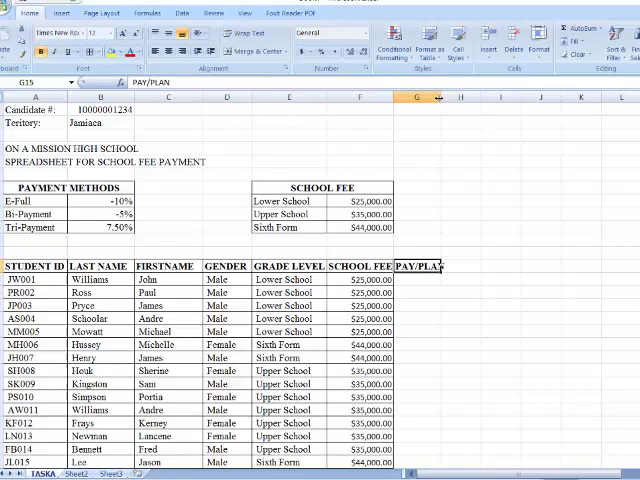 Home Insert Page Layout Formulas Data Review View Foxit Reader PDF
Times New Ro 12 Wrap Text General AutoSum
Fill
B I U Merge & Center $ % , Conditional Formatting Format as Table Cell Styles Insert Delete Format Clear Sort & Filter
Clipboard Font Alignment Number Styles Cells
G15 fx PAY/PLAN
A B C D E F G H I J K L
Candidate #: 10000001234
Teritory: Jamiaca
ON A MISSION HIGH SCHOOL
SPREADSHEET FOR SCHOOL FEE PAYMENT
PAYMENT METHODS SCHOOL FEE
E-Full -10% Lower School $25,000.00
Bi-Payment -5% Upper School $35,000.00
Tri-Payment 7.50% Sixth Form $44,000.00
STUDENT ID LAST NAME FIRSTNAME GENDER GRADE LEVEL SCHOOL FEE PAY/PLAN
JW001 Williams John Male Lower School $25,000.00
PR002 Ross Paul Male Lower School $25,000.00
JP003 Pryce James Male Lower School $25,000.00
AS004 Schoolar Andre Male Lower School $25,000.00
MM005 Mowatt Michael Male Lower School $25,000.00
MH006 Hussey Michelle Female Sixth Form $44,000.00
JH007 Henry James Male Sixth Form $44,000.00
SH008 Houk Sherine Female Upper School $35,000.00
SK009 Kingston Sam Male Upper School $35,000.00
PS010 Simpson Portia Female Upper School $35,000.00
AW011 Williams Andre Male Upper School $35,000.00
KF012 Frays Kerney Female Upper School $35,000.00
LN013 Newman Lancene Female Upper School $35,000.00
FB014 Bennett Fred Male Upper School $35,000.00
JL015 Lee Jason Male Sixth Form $44,000.00
TASKA Sheet2 Sheet3